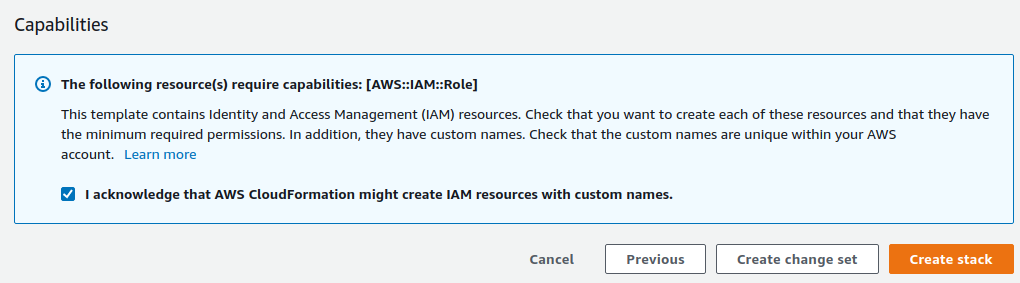 Capabilities
The following resource(s) require capabilities: [AWS::IAM::Role]
This template contains Identity and Access Management (IAM) resources. Check that you want to create each of these resources and that they have
the minimum required permissions. In addition, they have custom names. Check that the custom names are unique within your AWS
account. Learn more
I acknowledge that AWS CloudFormation might create IAM resources with custom names.
Cancel Previous Create change set Create stack